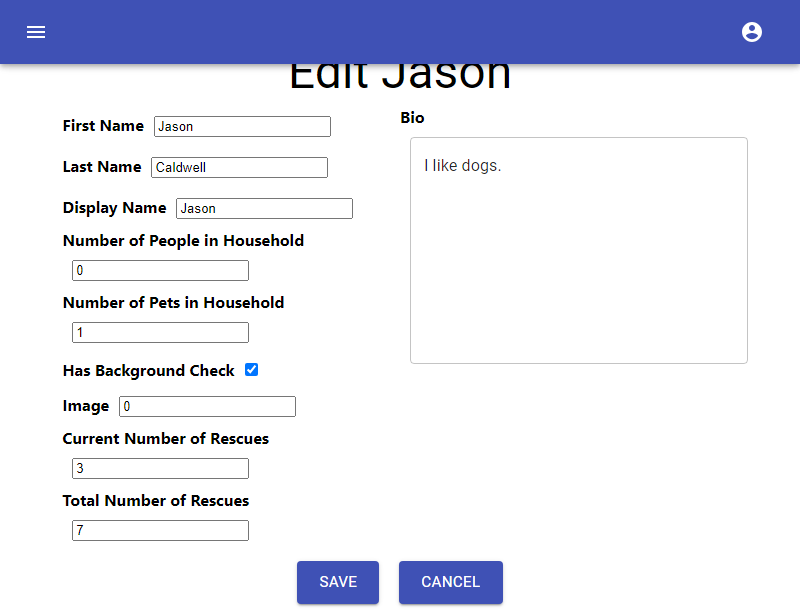 Edit Jason
First Name Jason
Last Name Caldwell
Display Name Jason
Number of People in Household
0
Number of Pets in Household
1
Has Background Check
Image 0
Current Number of Rescues
3
Total Number of Rescues
7
Bio
I like dogs.
SAVE CANCEL